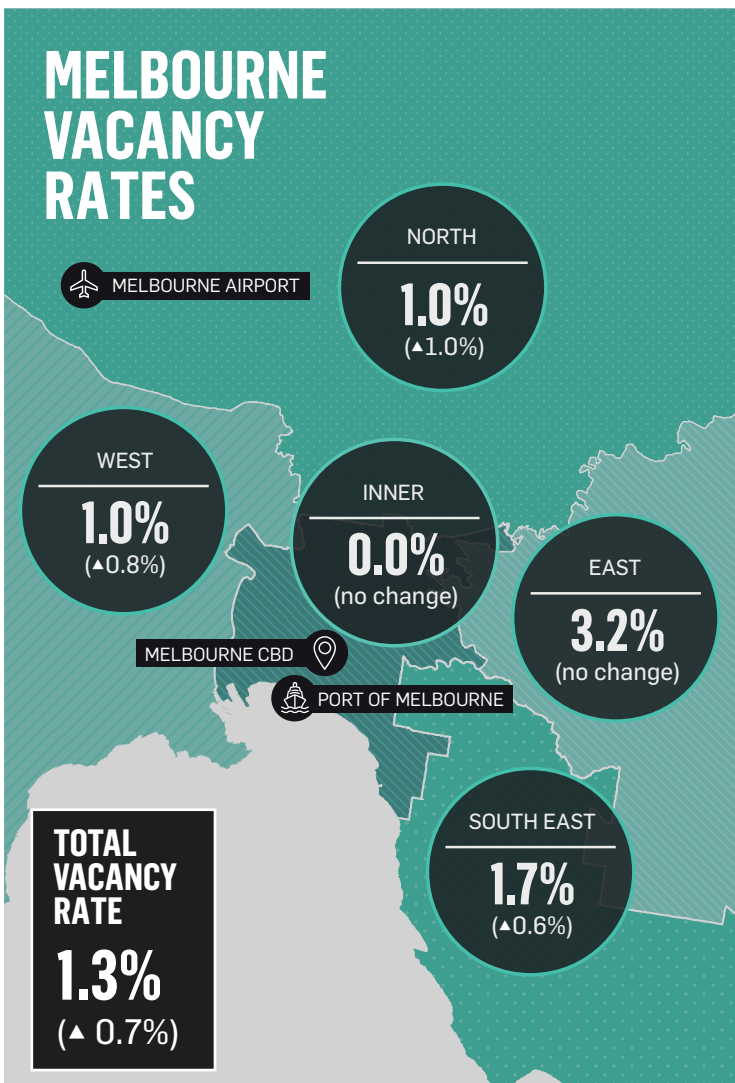 MELBOURNE
VACANCY
RATES
NORTH
1.0%
(▲1.0%)
MELBOURNE AIRPORT
WEST
1.0%
(▲0.8%)
INNER
0.0%
(no change)
EAST
3.2%
(no change)
MELBOURNE CBD
PORT OF MELBOURNE
SOUTH EAST
1.7%
(▲0.6%)
TOTAL
VACANCY
RATE
1.3%
(▲ 0.7%)